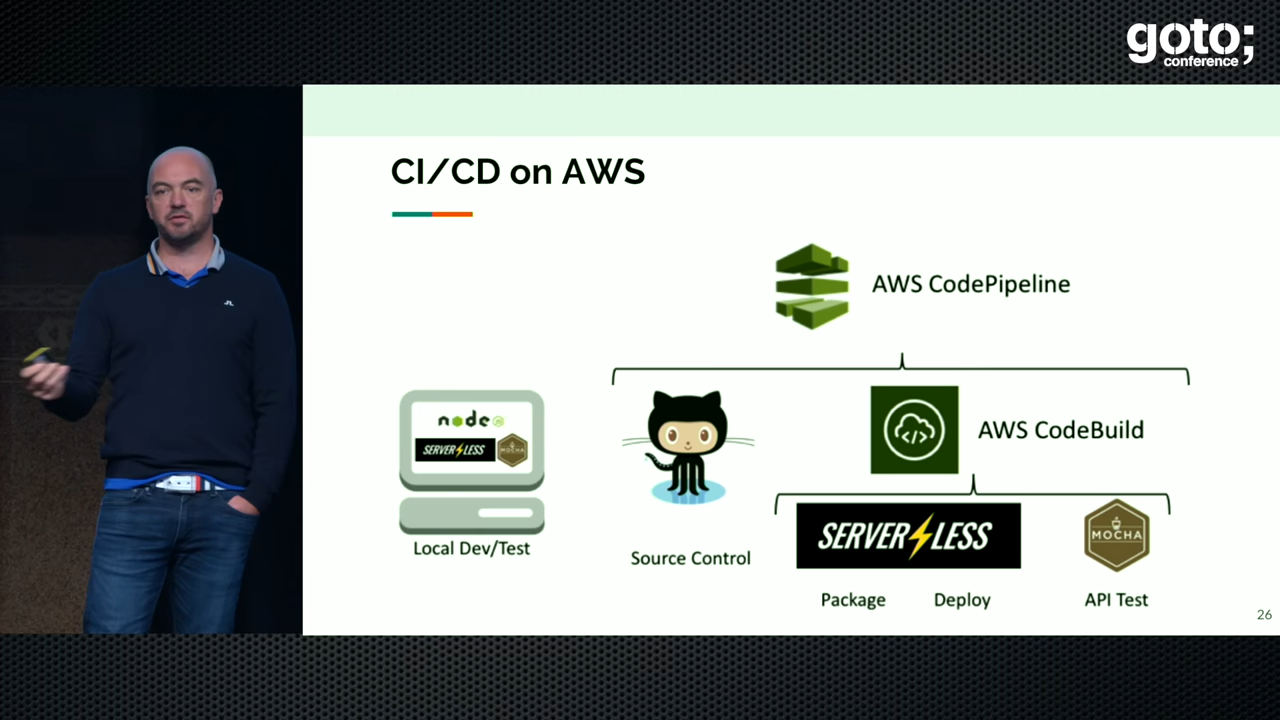 goto;
conference
CI/CD on AWS
AWS CodePipeline
node
JS
SERVERLESS
MOCHA
AWS CodeBuild
SERVERLESS
MOCHA
Local Dev/Test
Source Control
Package
Deploy
API Test
26